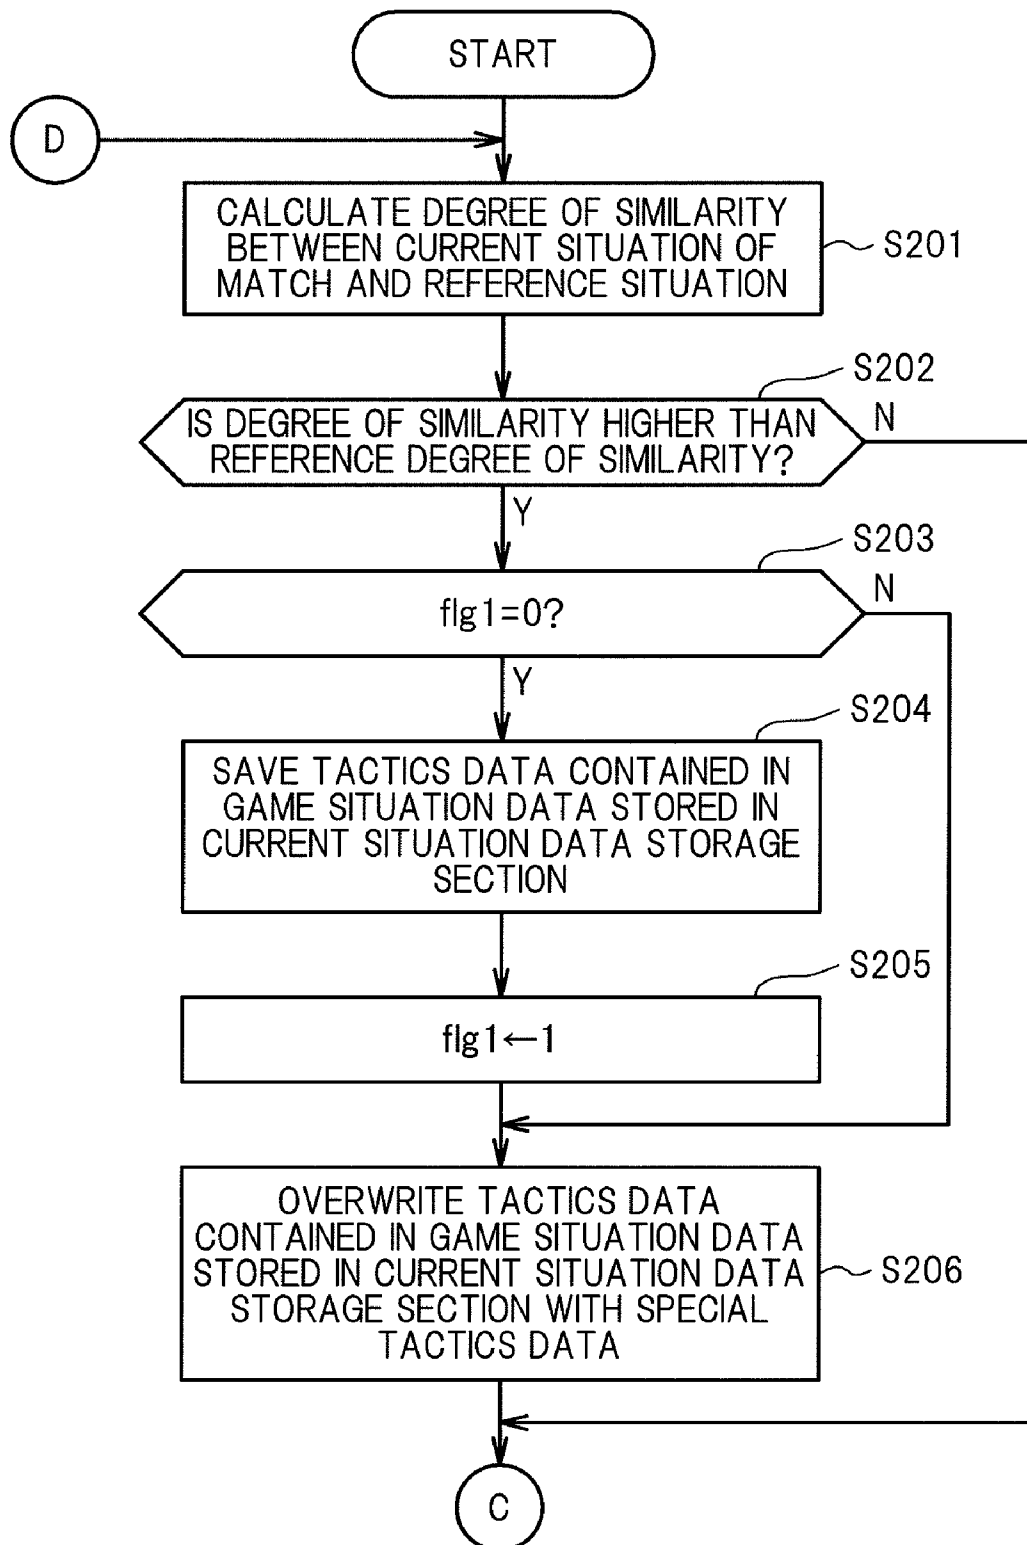 START
D
CALCULATE DEGREE OF SIMILARITY
BETWEEN CURRENT SITUATION OF
MATCH AND REFERENCE SITUATION
S201
S202
IS DEGREE OF SIMILARITY HIGHER THAN
REFERENCE DEGREE OF SIMILARITY?
N
Y
S203
flg1=0?
N
Y
S204
SAVE TACTICS DATA CONTAINED IN
GAME SITUATION DATA STORED IN
CURRENT SITUATION DATA STORAGE
SECTION
S205
flg1←1
OVERWRITE TACTICS DATA
CONTAINED IN GAME SITUATION DATA
STORED IN CURRENT SITUATION DATA
STORAGE SECTION WITH SPECIAL
TACTICS DATA
S206
C